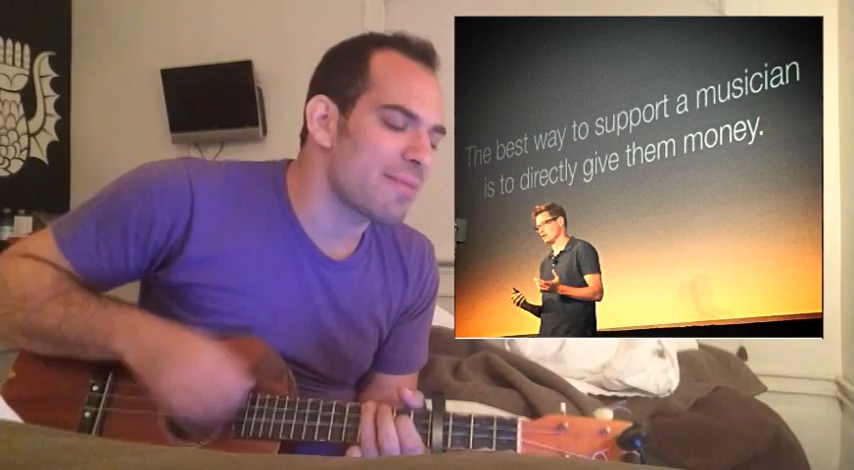 The best way to support a musician
is to directly give them money.